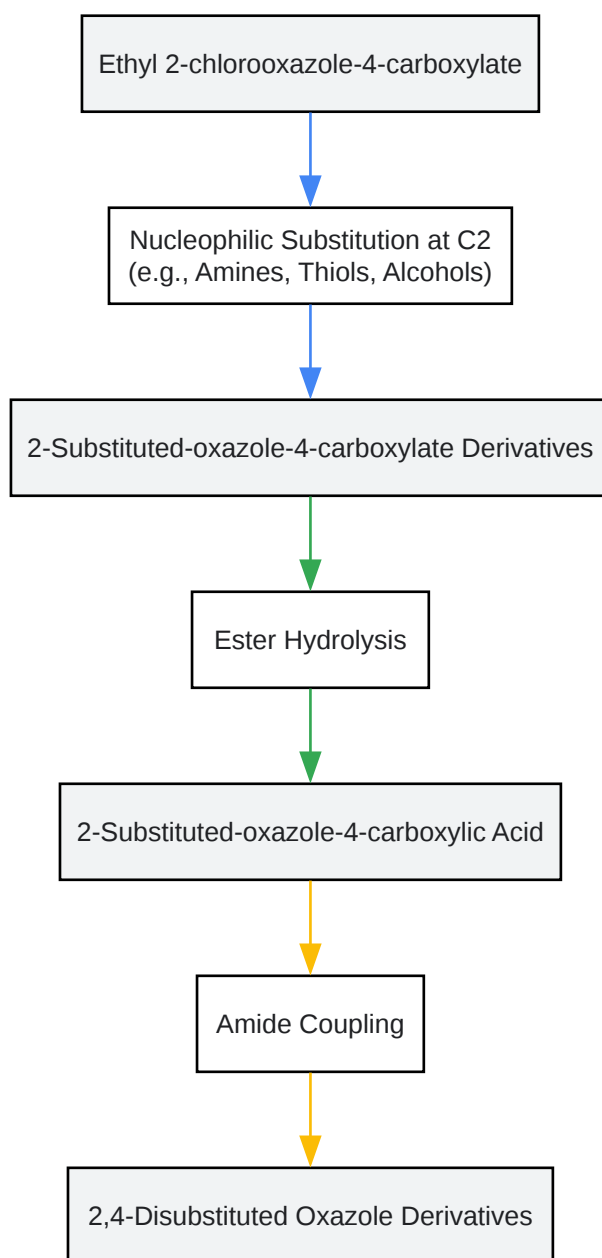 Ethyl 2-chlorooxazole-4-carboxylate
Nucleophilic Substitution at C2
(e.g., Amines, Thiols, Alcohols)
2-Substituted-oxazole-4-carboxylate Derivatives
Ester Hydrolysis
2-Substituted-oxazole-4-carboxylic Acid
Amide Coupling
2,4-Disubstituted Oxazole Derivatives